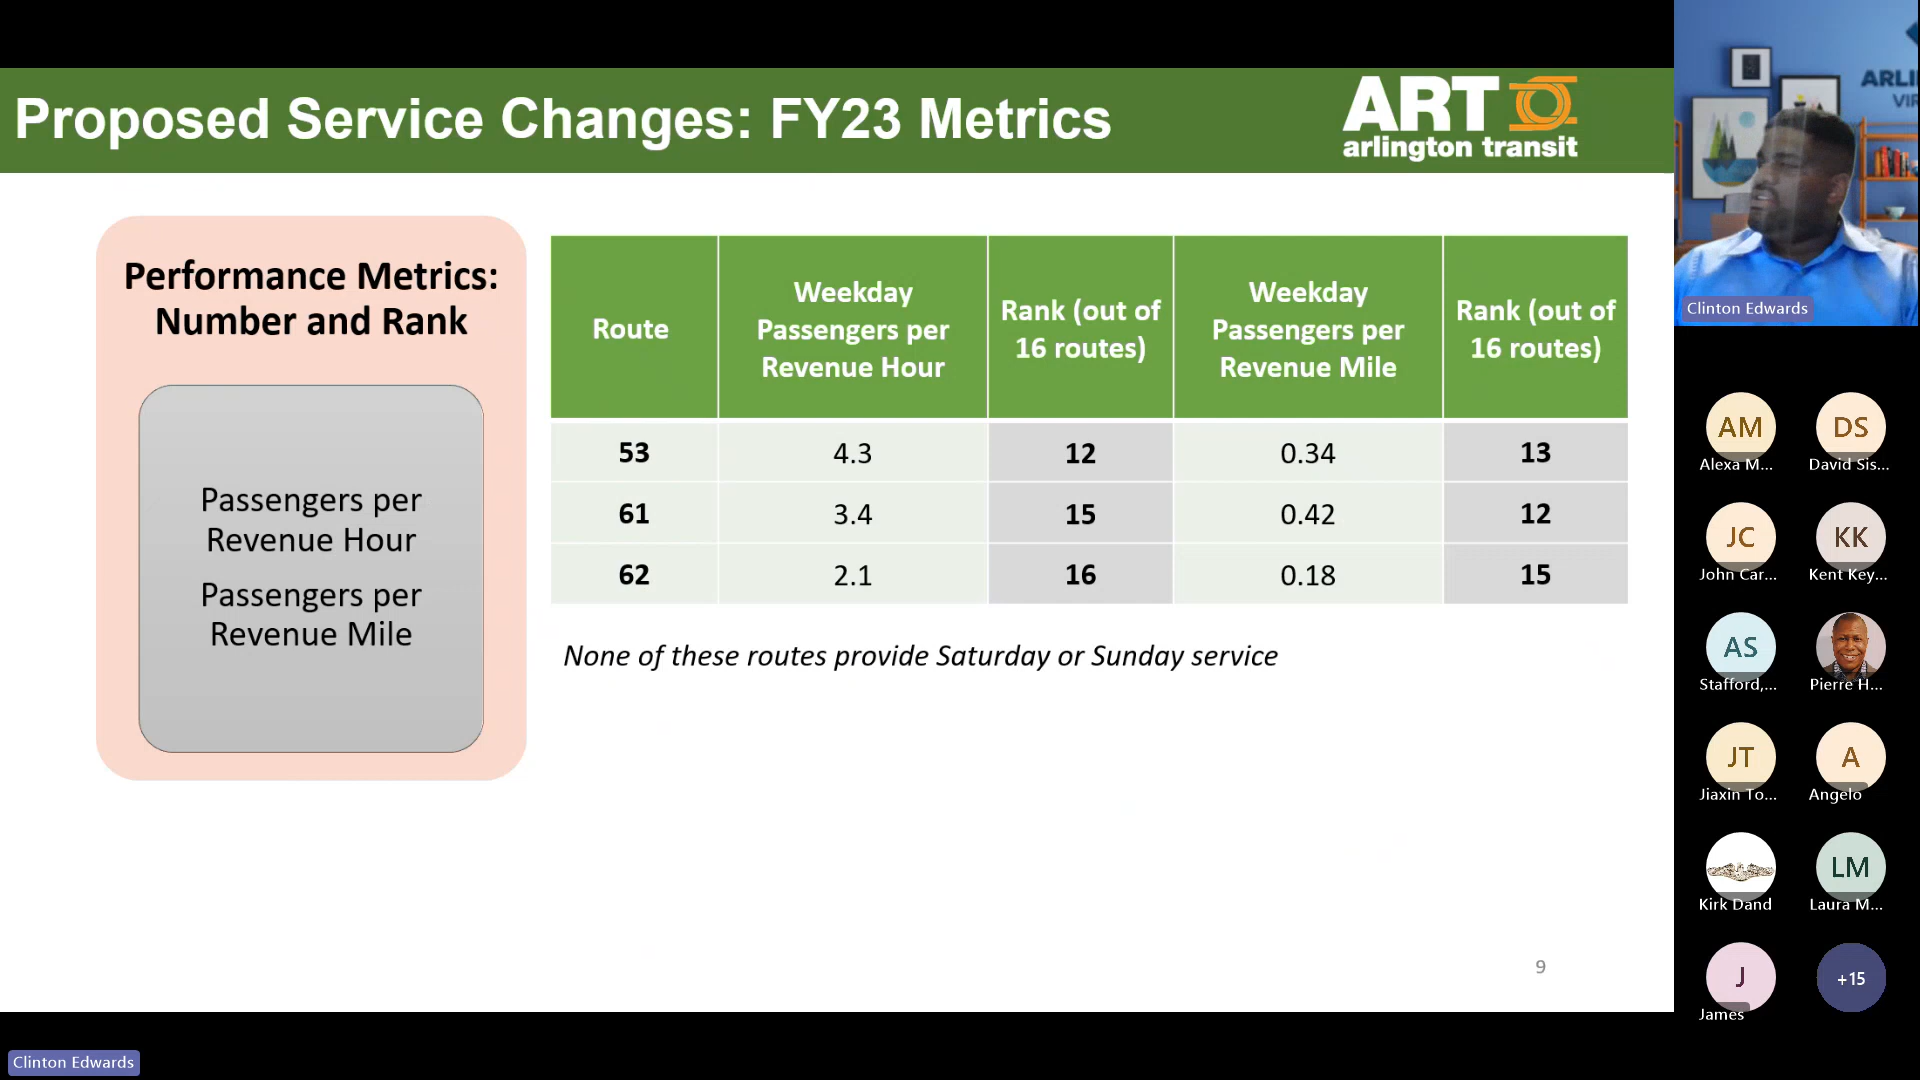 Proposed Service Changes: FY23 Metrics
ART
arlington transit
Performance Metrics:
Number and Rank
Passengers per
Revenue Hour
Passengers per
Revenue Mile
Route
Weekday
Passengers per
Revenue Hour
Rank (out of
16 routes)
Weekday
Passengers per
Revenue Mile
Rank (out of
16 routes)
53 4.3 12 0.34 13
61 3.4 15 0.42 12
62 2.1 16 0.18 15
None of these routes provide Saturday or Sunday service
9
ARLI
VIR
Clinton Edwards
AM DS
Alexa M... David Sis...
JC KK
John Car... Kent Key...
AS
Stafford,... Pierre H...
JT A
Jiaxin To... Angelo
LM
Kirk Dand Laura M...
J +15
James
Clinton Edwards